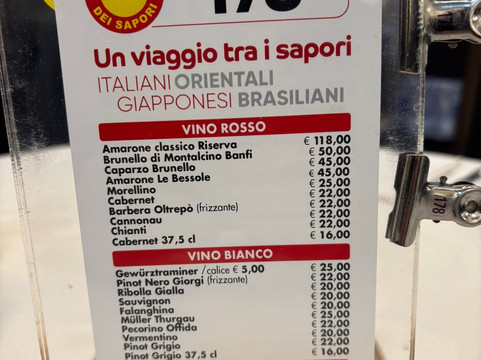 DEI SAPORI
178
Un viaggio tra i sapori
ITALIANI ORIENTALI
GIAPPONESI BRASILIANI
VINO ROSSO
Amarone classico Riserva € 118,00
Brunello di Montalcino Banfi € 50,00
Caparzo Brunello € 45,00
Amarone Le Bessole € 45,00
Morellino € 25,00
Cabernet € 22,00
Barbera Oltrepò (frizzante) € 22,00
Cannonau € 22,00
Chianti € 22,00
Cabernet 37,5 cl € 16,00
VINO BIANCO
Gewürztraminer /calice € 5,00 € 25,00
Pinot Nero Giorgi (frizzante) € 22,00
Ribolla Gialla € 20,00
Sauvignon € 20,00
Falanghina € 20,00
Müller Thurgau € 25,00
Pecorino Offida € 20,00
Vermentino € 20,00
Pinot Grigio € 22,00
Pinot Grigio 37,5 cl € 16,00
178